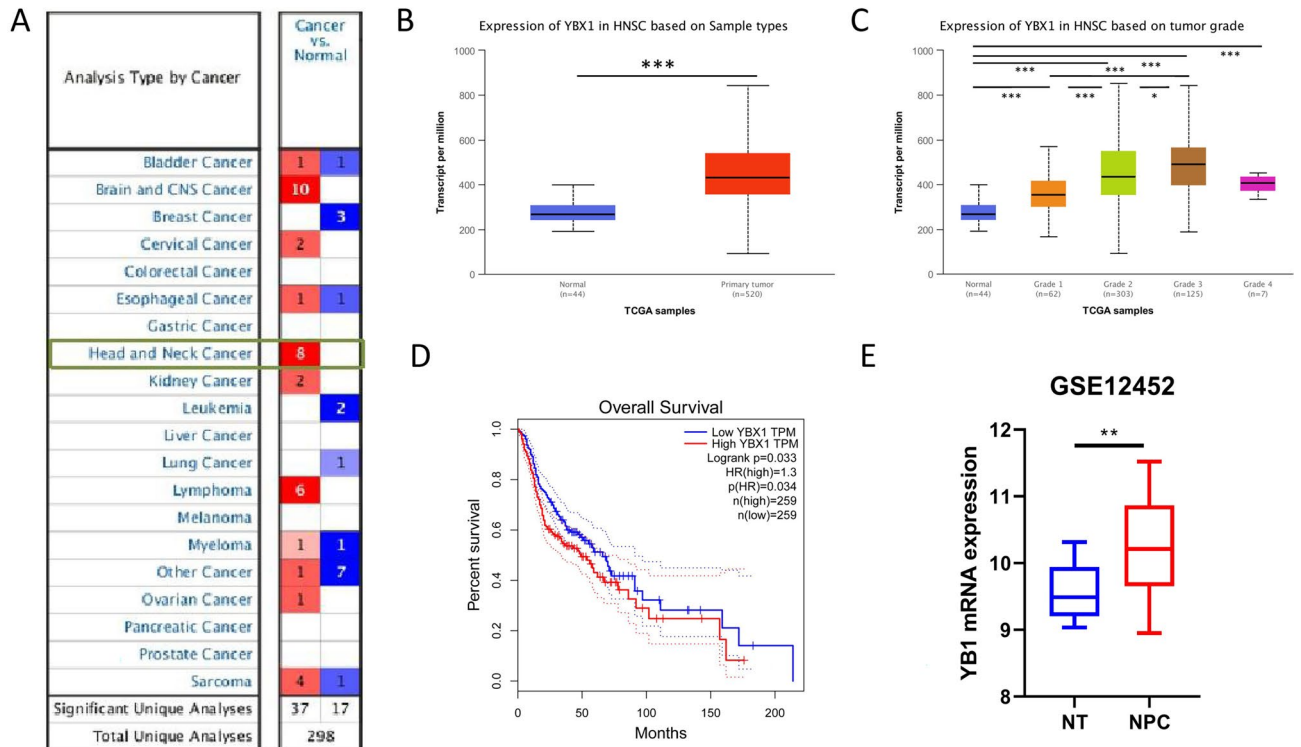 A
Analysis Type by Cancer
Cancer
vs.
Normal
Bladder Cancer 1 1
Brain and CNS Cancer 10
Breast Cancer 3
Cervical Cancer 2
Colorectal Cancer
Esophageal Cancer 1 1
Gastric Cancer
Head and Neck Cancer 8
Kidney Cancer 2
Leukemia 2
Liver Cancer
Lung Cancer 1
Lymphoma 6
Melanoma
Myeloma 1 1
Other Cancer 1 7
Ovarian Cancer 1
Pancreatic Cancer
Prostate Cancer
Sarcoma 4 1
Significant Unique Analyses 37 17
Total Unique Analyses 298
B
Expression of YBX1 in HNSC based on Sample types
***
Transcript per million
1000
800
600
400
200
0
Normal
(n=44)
Primary tumor
(n=520)
TCGA samples
C
Expression of YBX1 in HNSC based on tumor grade
***
*** *** ***
*** *** *
Transcript per million
1000
800
600
400
200
0
Normal
(n=44)
Grade 1
(n=62)
Grade 2
(n=303)
Grade 3
(n=125)
Grade 4
(n=7)
TCGA samples
D
Overall Survival
Low YBX1 TPM
High YBX1 TPM
Logrank p=0.033
HR(high)=1.3
p(HR)=0.034
n(high)=259
n(low)=259
Percent survival
1.0
0.8
0.6
0.4
0.2
0.0
0 50 100 150 200
Months
E
GSE12452
**
YB1 mRNA expression
12
11
10
9
8
NT NPC